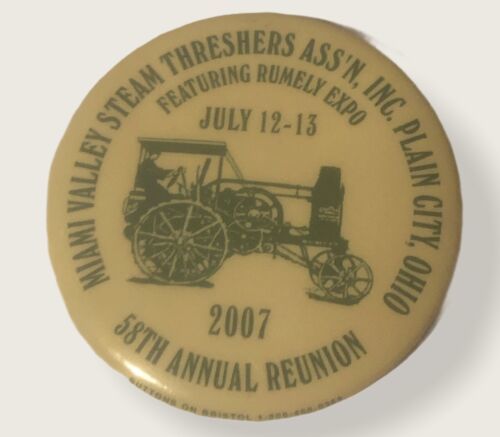 MIAMI VALLEY STEAM THRESHERS ASS'N, INC. PLAIN CITY, OHIO
FEATURING RUMELY EXPO
JULY 12-13
2007
58TH ANNUAL REUNION
BUTTONS ON BRISTOL